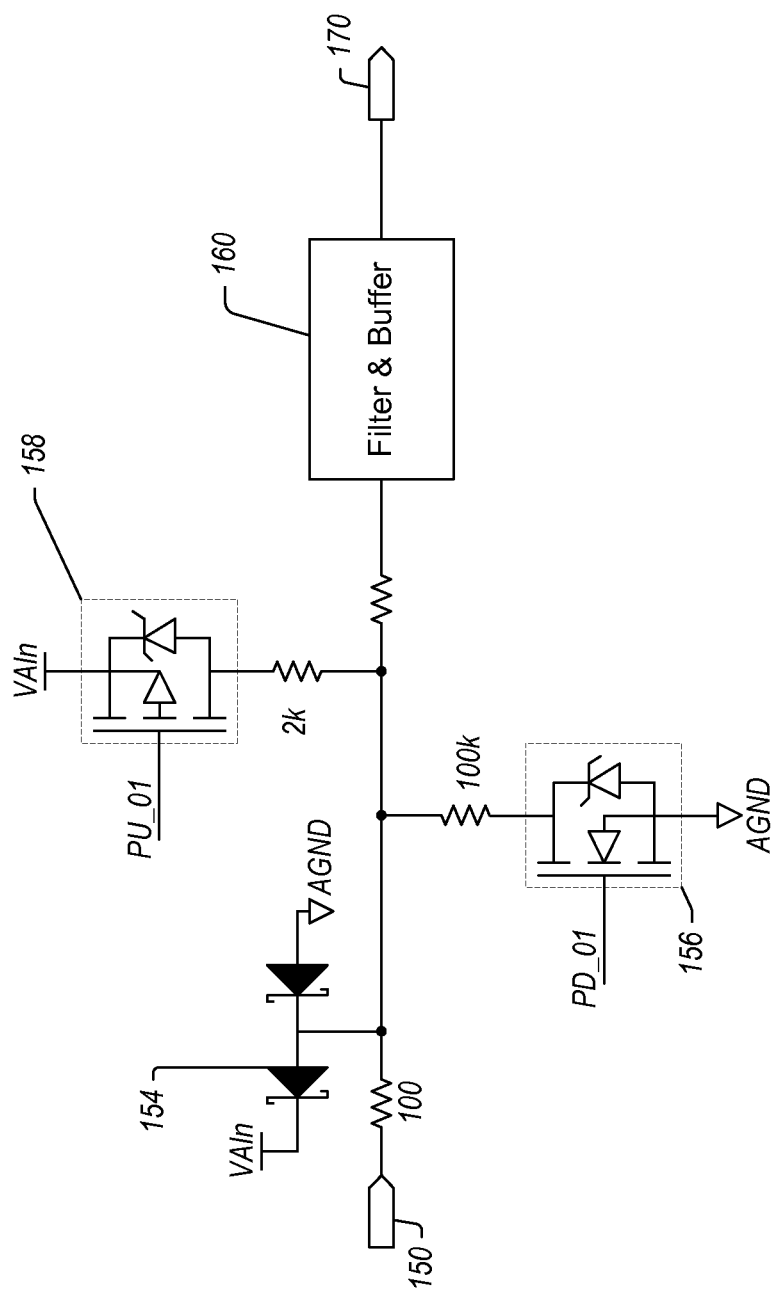 150
100
VAIn
154
AGND
PD_01
156
100k
AGND
PU_01
VAIn
158
2k
Filter & Buffer
160
170